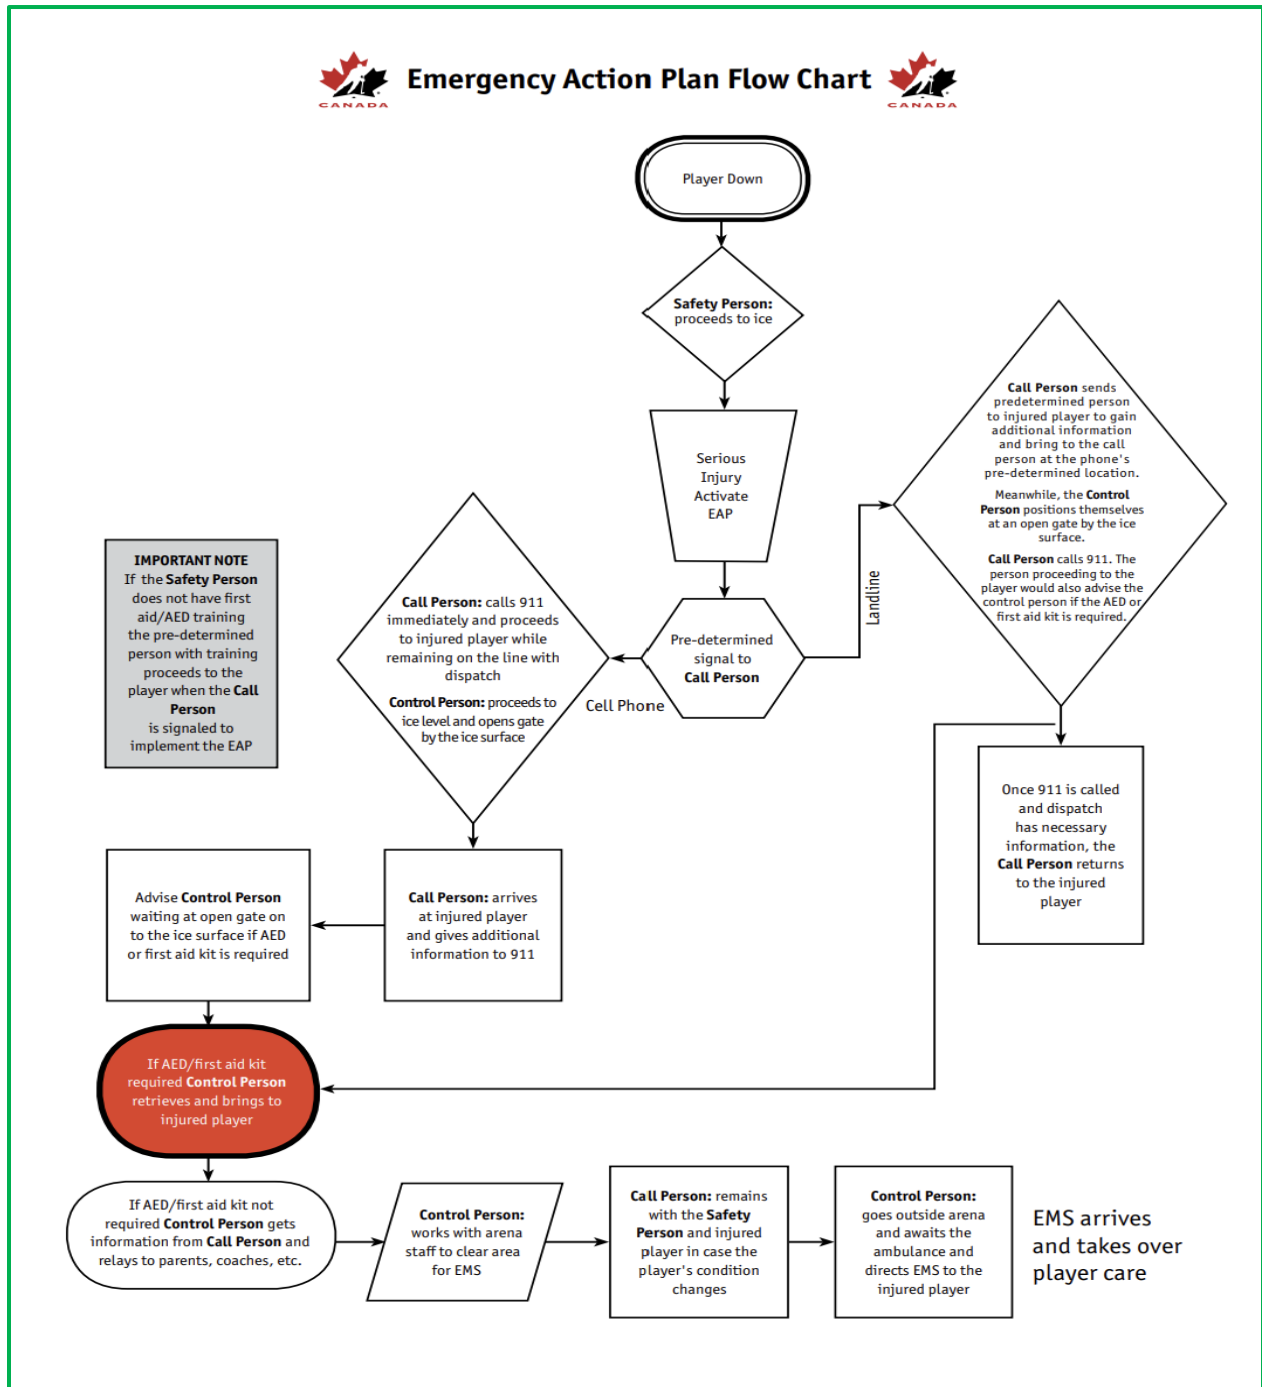 CANADA
Emergency Action Plan Flow Chart
CANADA
Player Down
Safety Person:
proceeds to ice
Serious
Injury
Activate
EAP
Pre-determined
signal to
Call Person
Cell Phone
Landline
Call Person sends
predetermined person
to injured player to gain
additional information
and bring to the call
person at the phone's
pre-determined location.
Meanwhile, the Control
Person positions themselves
at an open gate by the ice
surface.
Call Person calls 911. The
person proceeding to the
player would also advise the
control person if the AED or
first aid kit is required.
Once 911 is called
and dispatch
has necessary
information, the
Call Person returns
to the injured
player
Call Person: calls 911
immediately and proceeds
to injured player while
remaining on the line with
dispatch
Control Person: proceeds to
ice level and opens gate
by the ice surface
IMPORTANT NOTE
If the Safety Person
does not have first
aid/AED training
the pre-determined
person with training
proceeds to the
player when the Call
Person
is signaled to
implement the EAP
Call Person: arrives
at injured player
and gives additional
information to 911
Advise Control Person
waiting at open gate on
to the ice surface if AED
or first aid kit is required
If AED/first aid kit
required Control Person
retrieves and brings to
injured player
If AED/first aid kit not
required Control Person gets
information from Call Person and
relays to parents, coaches, etc.
Control Person:
works with arena
staff to clear area
for EMS
Call Person: remains
with the Safety
Person and injured
player in case the
player's condition
changes
Control Person:
goes outside arena
and awaits the
ambulance and
directs EMS to the
injured player
EMS arrives
and takes over
player care